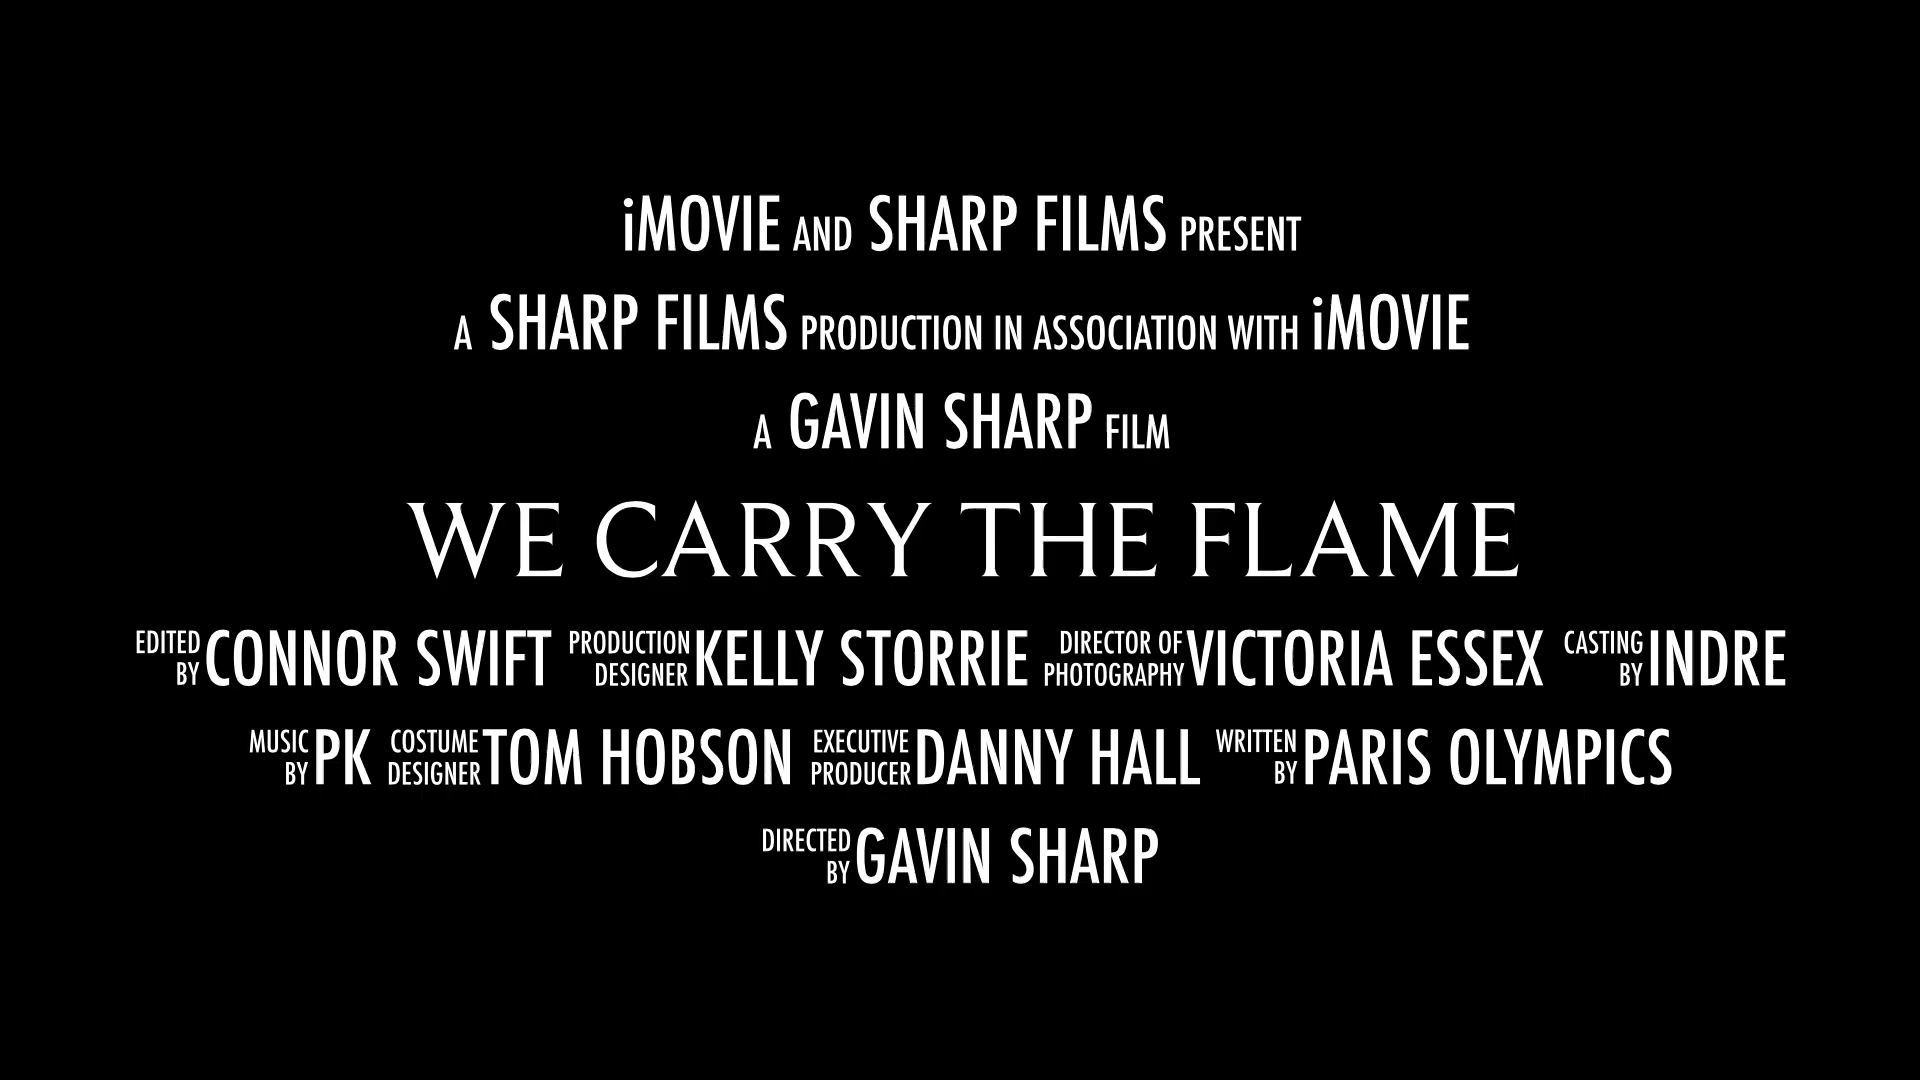 iMOVIE AND SHARP FILMS PRESENT
A SHARP FILMS PRODUCTION IN ASSOCIATION WITH iMOVIE
A GAVIN SHARP FILM
WE CARRY THE FLAME
EDITED BY CONNOR SWIFT PRODUCTION DESIGNER KELLY STORRIE DIRECTOR OF PHOTOGRAPHY VICTORIA ESSEX CASTING BY INDRE
MUSIC BY PK COSTUME DESIGNER TOM HOBSON EXECUTIVE PRODUCER DANNY HALL WRITTEN BY PARIS OLYMPICS
DIRECTED BY GAVIN SHARP